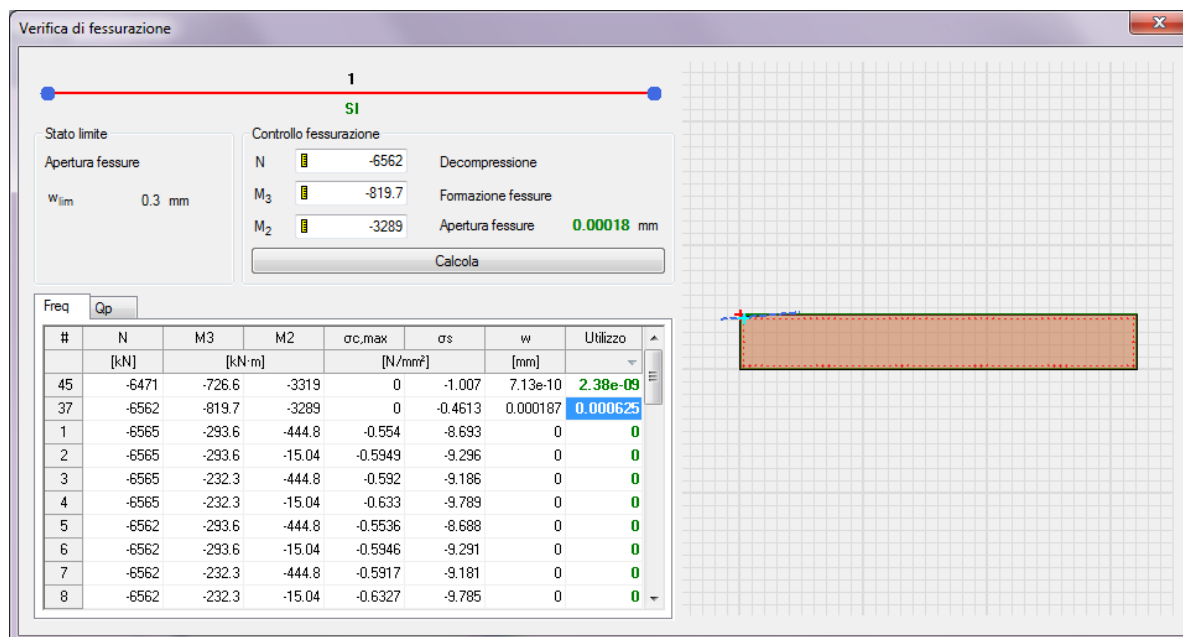 Verifica di fessurazione
1
SI
Stato limite
Apertura fessure
wlim 0.3 mm
Controllo fessurazione
N -6562 Decompressione
M3 -819.7 Formazione fessure
M2 -3289 Apertura fessure 0.00018 mm
Calcola
Freq Qp
# N M3 M2 σc,max σs w Utilizzo
[kN] [kN·m] [N/mm²] [mm]
45 -6471 -726.6 -3319 0 -1.007 7.13e-10 2.38e-09
37 -6562 -819.7 -3289 0 -0.4613 0.000187 0.000625
1 -6565 -293.6 -444.8 -0.554 -8.693 0 0
2 -6565 -293.6 -15.04 -0.5949 -9.296 0 0
3 -6565 -232.3 -444.8 -0.592 -9.186 0 0
4 -6565 -232.3 -15.04 -0.633 -9.789 0 0
5 -6562 -293.6 -444.8 -0.5536 -8.688 0 0
6 -6562 -293.6 -15.04 -0.5946 -9.291 0 0
7 -6562 -232.3 -444.8 -0.5917 -9.181 0 0
8 -6562 -232.3 -15.04 -0.6327 -9.785 0 0